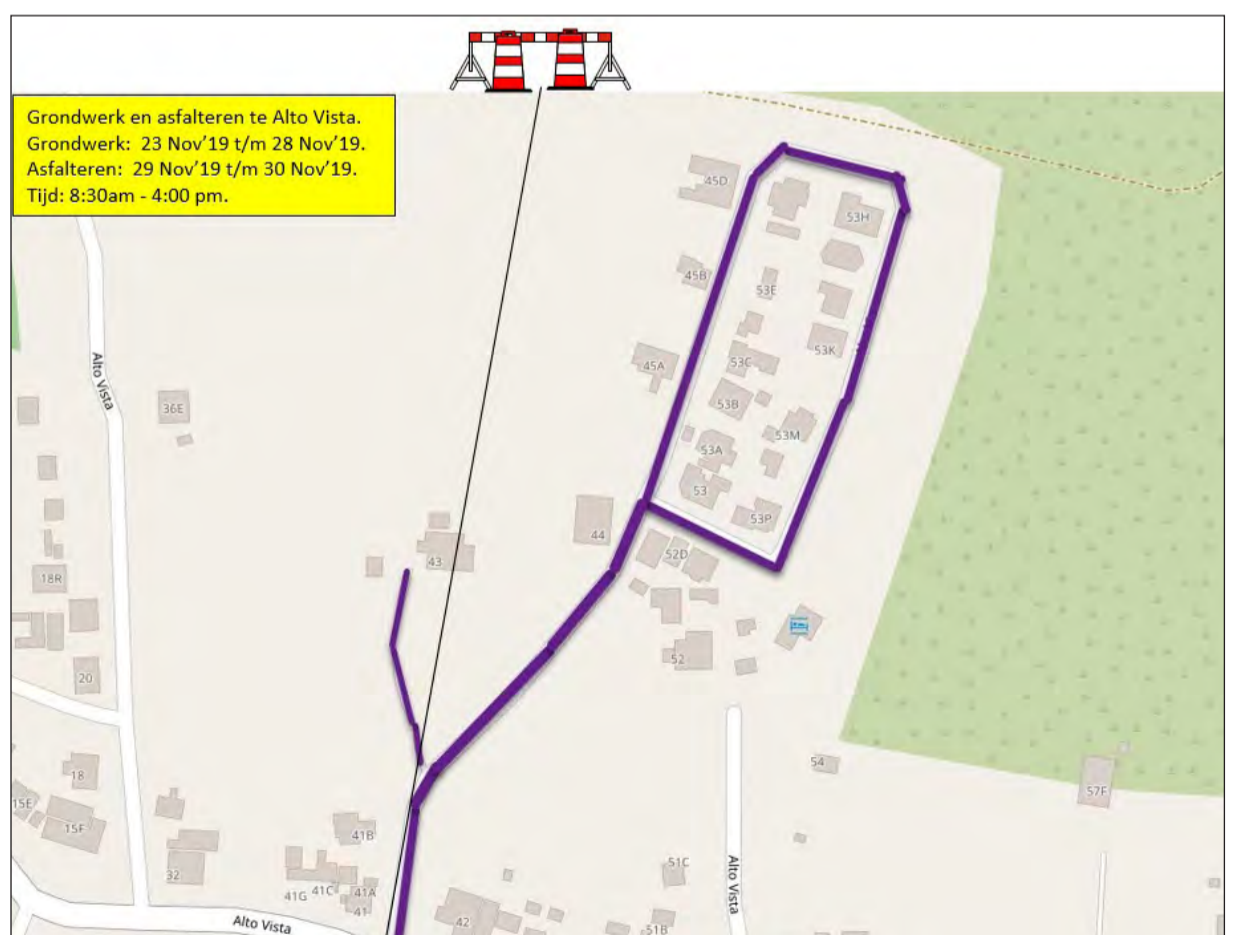 Grondwerk en asfalteren te Alto Vista.
Grondwerk: 23 Nov'19 t/m 28 Nov'19.
Asfalteren: 29 Nov'19 t/m 30 Nov'19.
Tijd: 8:30am - 4:00 pm.
45D
53H
45B
53E
53K
45A
53C
Alto Vista
36E
53B
53M
53A
53
53P
44
52D
43
18R
52
20
54
18
57F
15E
15F
41B
51C
Alto Vista
32
41G
41C
41A
41
42
Alto Vista
51B